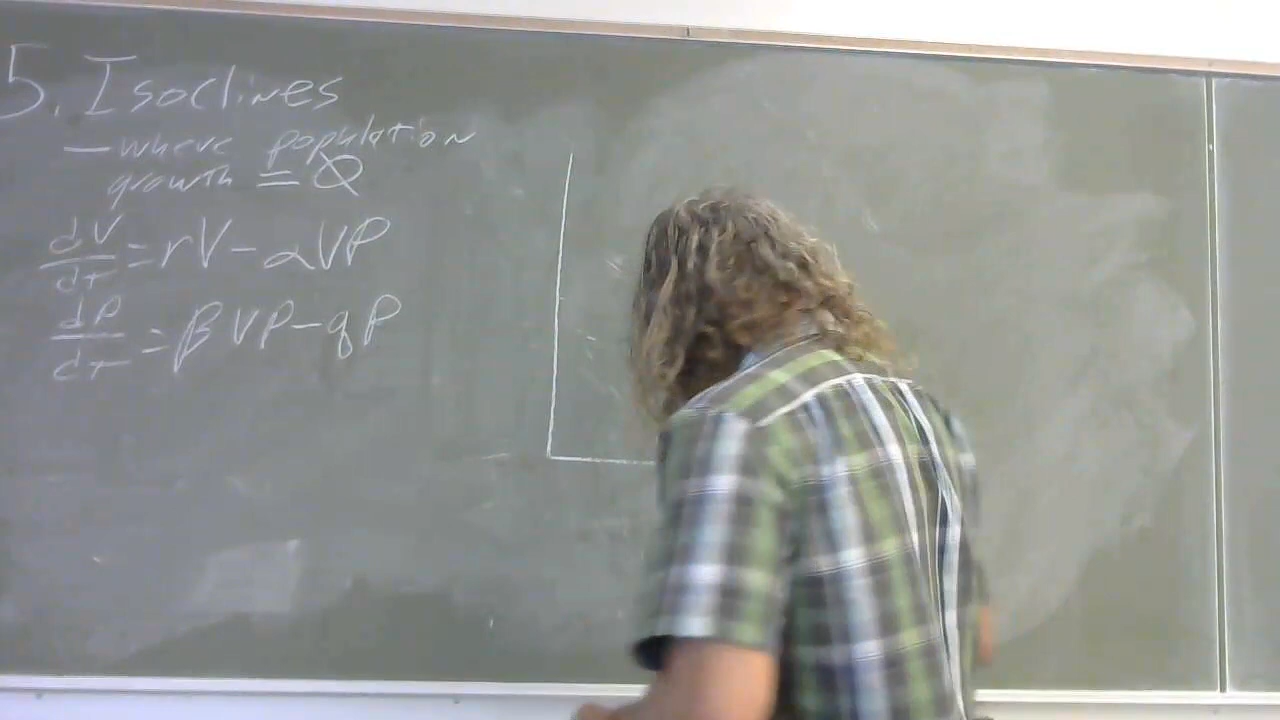 5. Isoclines
— where population
growth = 0
dV/dt = rV - αVP
dP/dt = βVP - qP